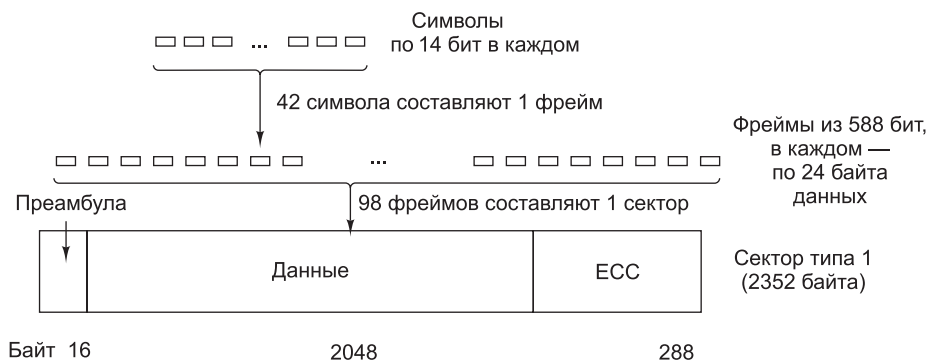 Символы
по 14 бит в каждом
...
42 символа составляют 1 фрейм
Фреймы из 588 бит,
в каждом —
по 24 байта
данных
...
Преамбула
98 фреймов составляют 1 сектор
Данные
ECC
Сектор типа 1
(2352 байта)
Байт 16
2048
288